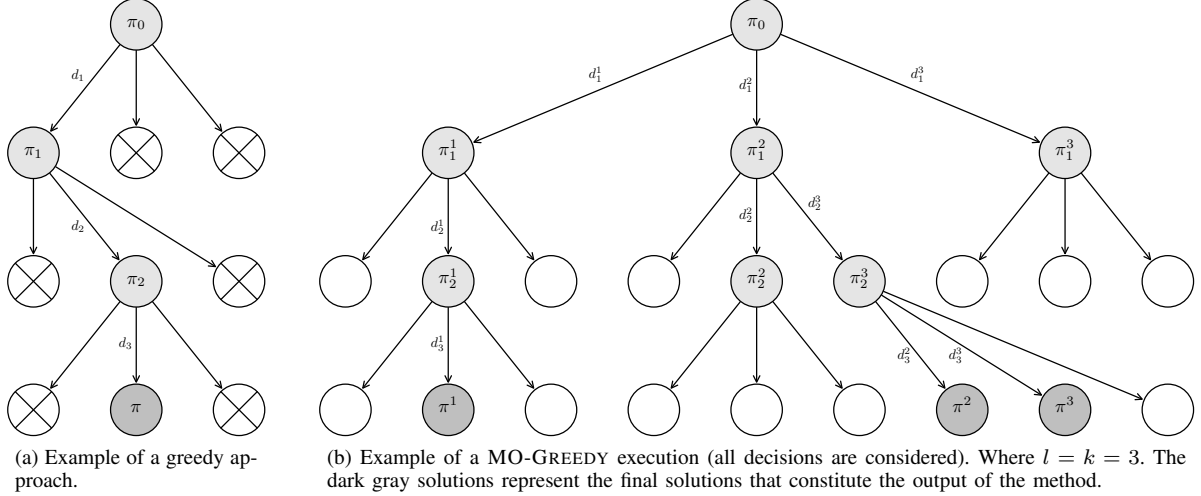 π₀
d₁
π₁
d₂
π₂
d₃
π
(a) Example of a greedy ap-
proach.
π₀
d₁¹ d₁² d₁³
π₁¹ π₁² π₁³
d₂¹ d₂² d₂³
π₂¹ π₂² π₂³
d₃¹ d₃² d₃³
π¹ π² π³
(b) Example of a MO-GREEDY execution (all decisions are considered). Where l = k = 3. The
dark gray solutions represent the final solutions that constitute the output of the method.